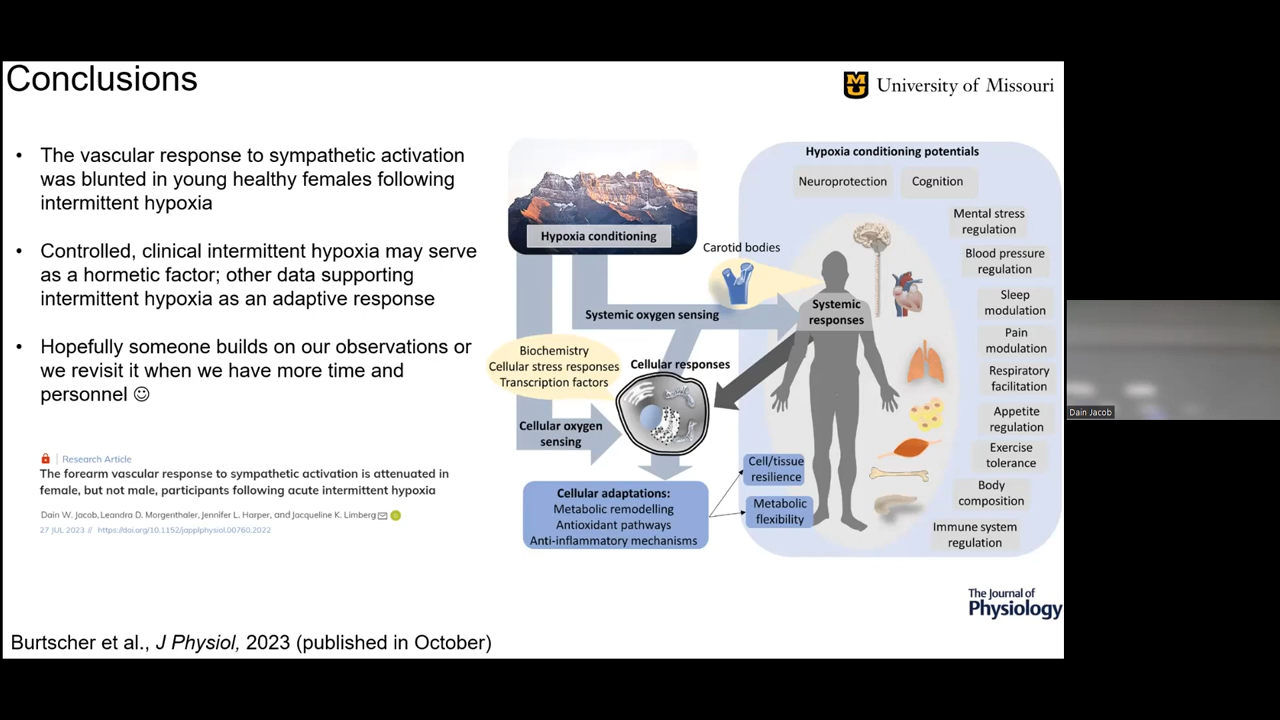 Conclusions
University of Missouri
• The vascular response to sympathetic activation
was blunted in young healthy females following
intermittent hypoxia
• Controlled, clinical intermittent hypoxia may serve
as a hormetic factor; other data supporting
intermittent hypoxia as an adaptive response
• Hopefully someone builds on our observations or
we revisit it when we have more time and
personnel ☺
Research Article
The forearm vascular response to sympathetic activation is attenuated in
female, but not male, participants following acute intermittent hypoxia
Dain W. Jacob, Leandra D. Morgenthaler, Jennifer L. Harper, and Jacqueline K. Limberg
27 JUL 2023 // https://doi.org/10.1152/japplphysiol.00760.2022
Hypoxia conditioning
Carotid bodies
Systemic oxygen sensing
Systemic
responses
Biochemistry
Cellular stress responses
Transcription factors
Cellular responses
Cellular oxygen
sensing
Cellular adaptations:
Metabolic remodelling
Antioxidant pathways
Anti-inflammatory mechanisms
Cell/tissue
resilience
Metabolic
flexibility
Hypoxia conditioning potentials
Neuroprotection
Cognition
Mental stress
regulation
Blood pressure
regulation
Sleep
modulation
Pain
modulation
Respiratory
facilitation
Appetite
regulation
Exercise
tolerance
Body
composition
Immune system
regulation
The Journal of
Physiology
Burtscher et al., J Physiol, 2023 (published in October)
Dain Jacob